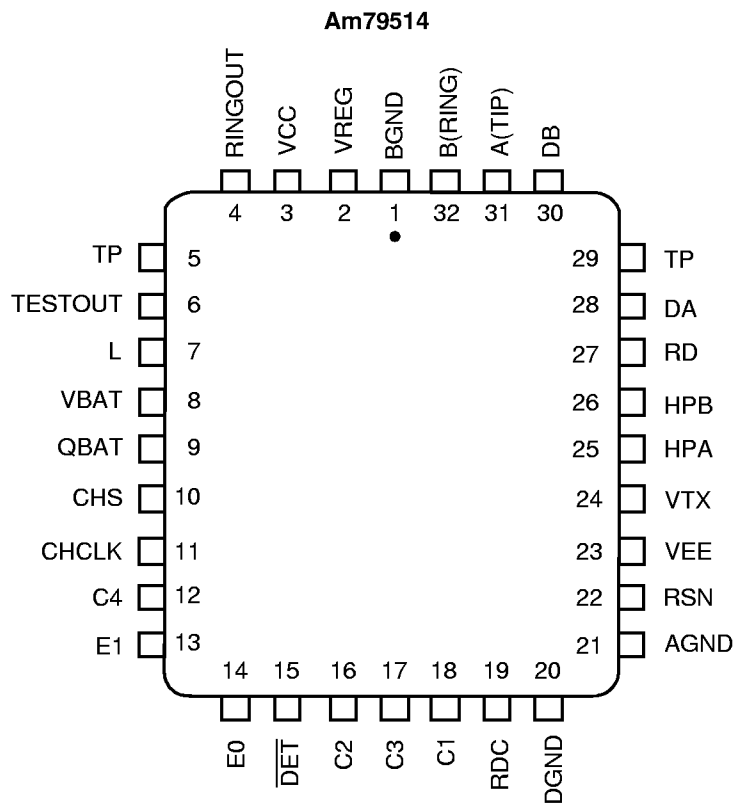 Am79514
RINGOUT VCC VREG BGND B(RING) A(TIP) DB
4 3 2 1 32 31 30
TP 5 29 TP
TESTOUT 6 28 DA
L 7 27 RD
VBAT 8 26 HPB
QBAT 9 25 HPA
CHS 10 24 VTX
CHCLK 11 23 VEE
C4 12 22 RSN
E1 13 21 AGND
14 15 16 17 18 19 20
E0 DET C2 C3 C1 RDC DGND